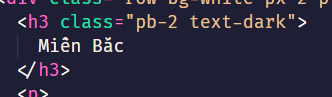 <h3 class="pb-2 text-dark">
Miền Bắc
</h3>
<p>